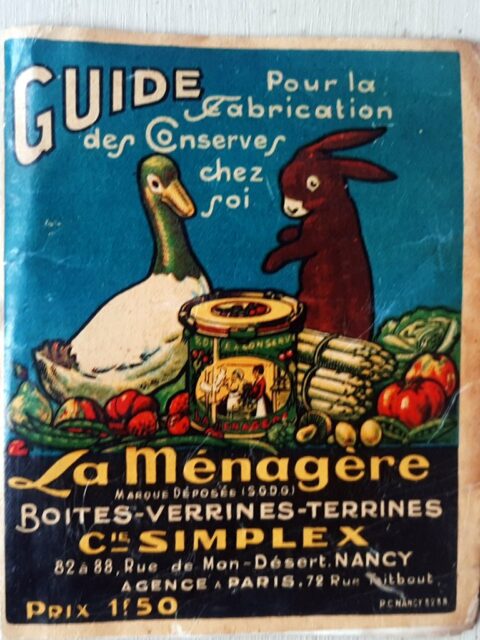 GUIDE Pour la
Fabrication
des Conserves
chez
soi
La Ménagère
MARQUE DÉPOSÉE (S.G.D.G)
BOITES-VERRINES-TERRINES
CIE SIMPLEX
82 à 88, Rue de Mon-Désert. NANCY
AGENCE A PARIS. 72 Rue Taitbout.
PRIX 1F50
P.C. NANCY